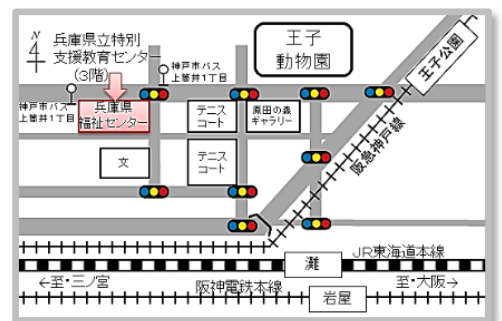 N
兵庫県立特別
支援教育センター
(3階)
神戸市バス
上筒井1丁目
王子
動物園
王子公園
神戸市バス
上筒井1丁目
兵庫県
福祉センター
テニス
コート
原田の森
ギャラリー
文
テニス
コート
阪急神戸線
JR東海道本線
灘
←至・三ノ宮
阪神電鉄本線
至・大阪→
岩屋